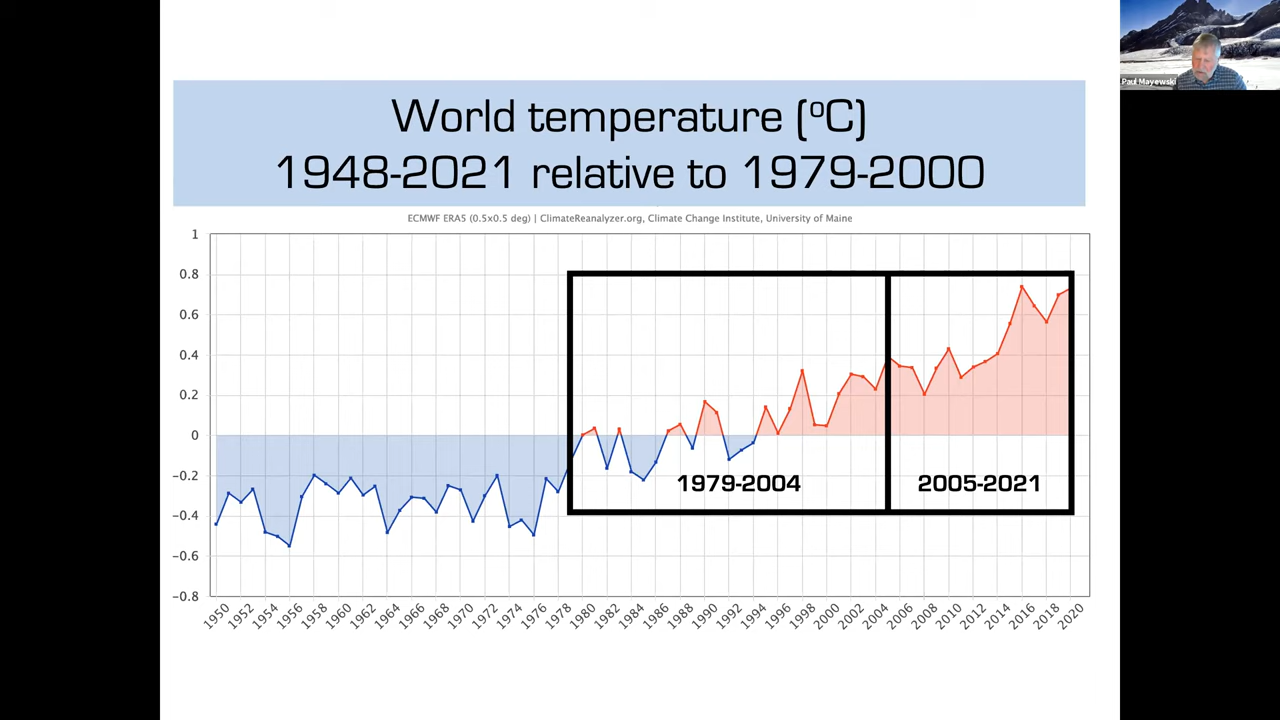 World temperature (ºC)
1948-2021 relative to 1979-2000
ECMWF ERA5 (0.5x0.5 deg) | ClimateReanalyzer.org, Climate Change Institute, University of Maine
1
0.8
0.6
0.4
0.2
0
−0.2
−0.4
−0.6
−0.8
1979-2004
2005-2021
1950 1952 1954 1956 1958 1960 1962 1964 1966 1968 1970 1972 1974 1976 1978 1980 1982 1984 1986 1988 1990 1992 1994 1996 1998 2000 2002 2004 2006 2008 2010 2012 2014 2016 2018 2020
Paul Mayewski